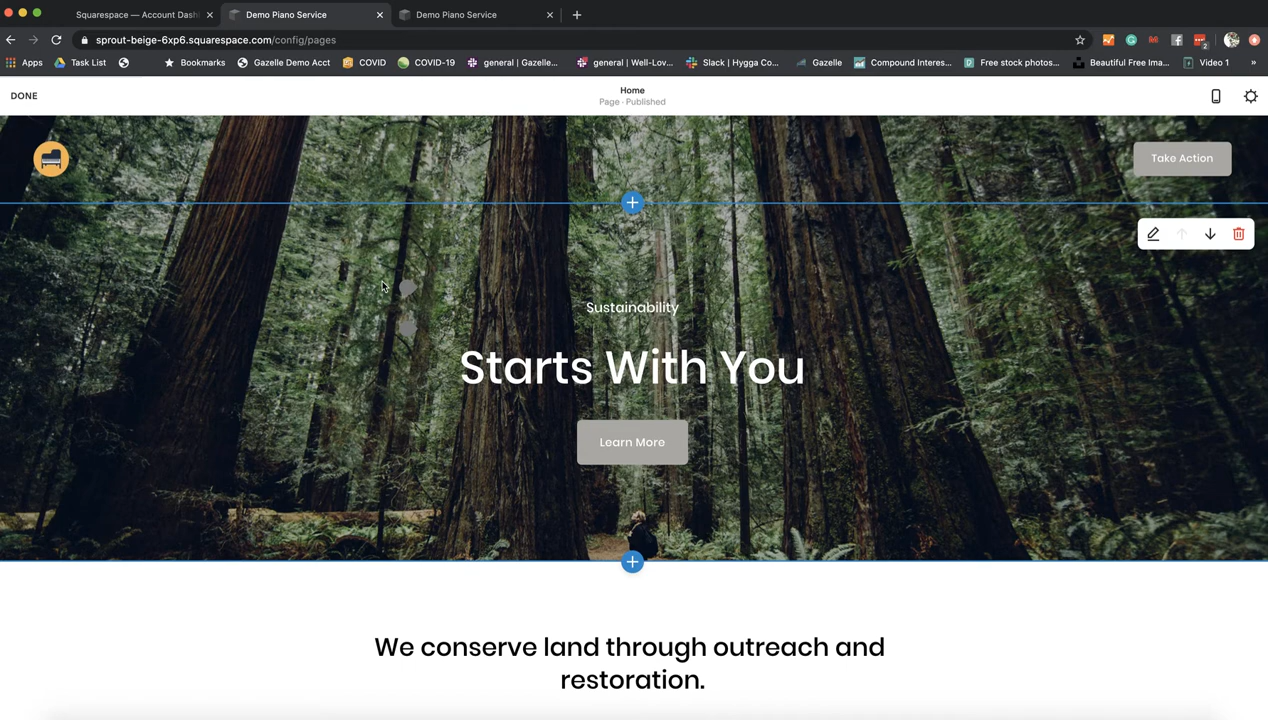 Squarespace — Account Dash
Demo Piano Service
Demo Piano Service
sprout-beige-6xp6.squarespace.com/config/pages
Apps
Task List
Bookmarks
Gazelle Demo Acct
COVID
COVID-19
general | Gazelle...
general | Well-Lov...
Slack | Hygga Co...
Gazelle
Compound Interes...
Free stock photos...
Beautiful Free Ima...
Video 1
»
DONE
Home
Page · Published
Take Action
Sustainability
Starts With You
Learn More
We conserve land through outreach and
restoration.